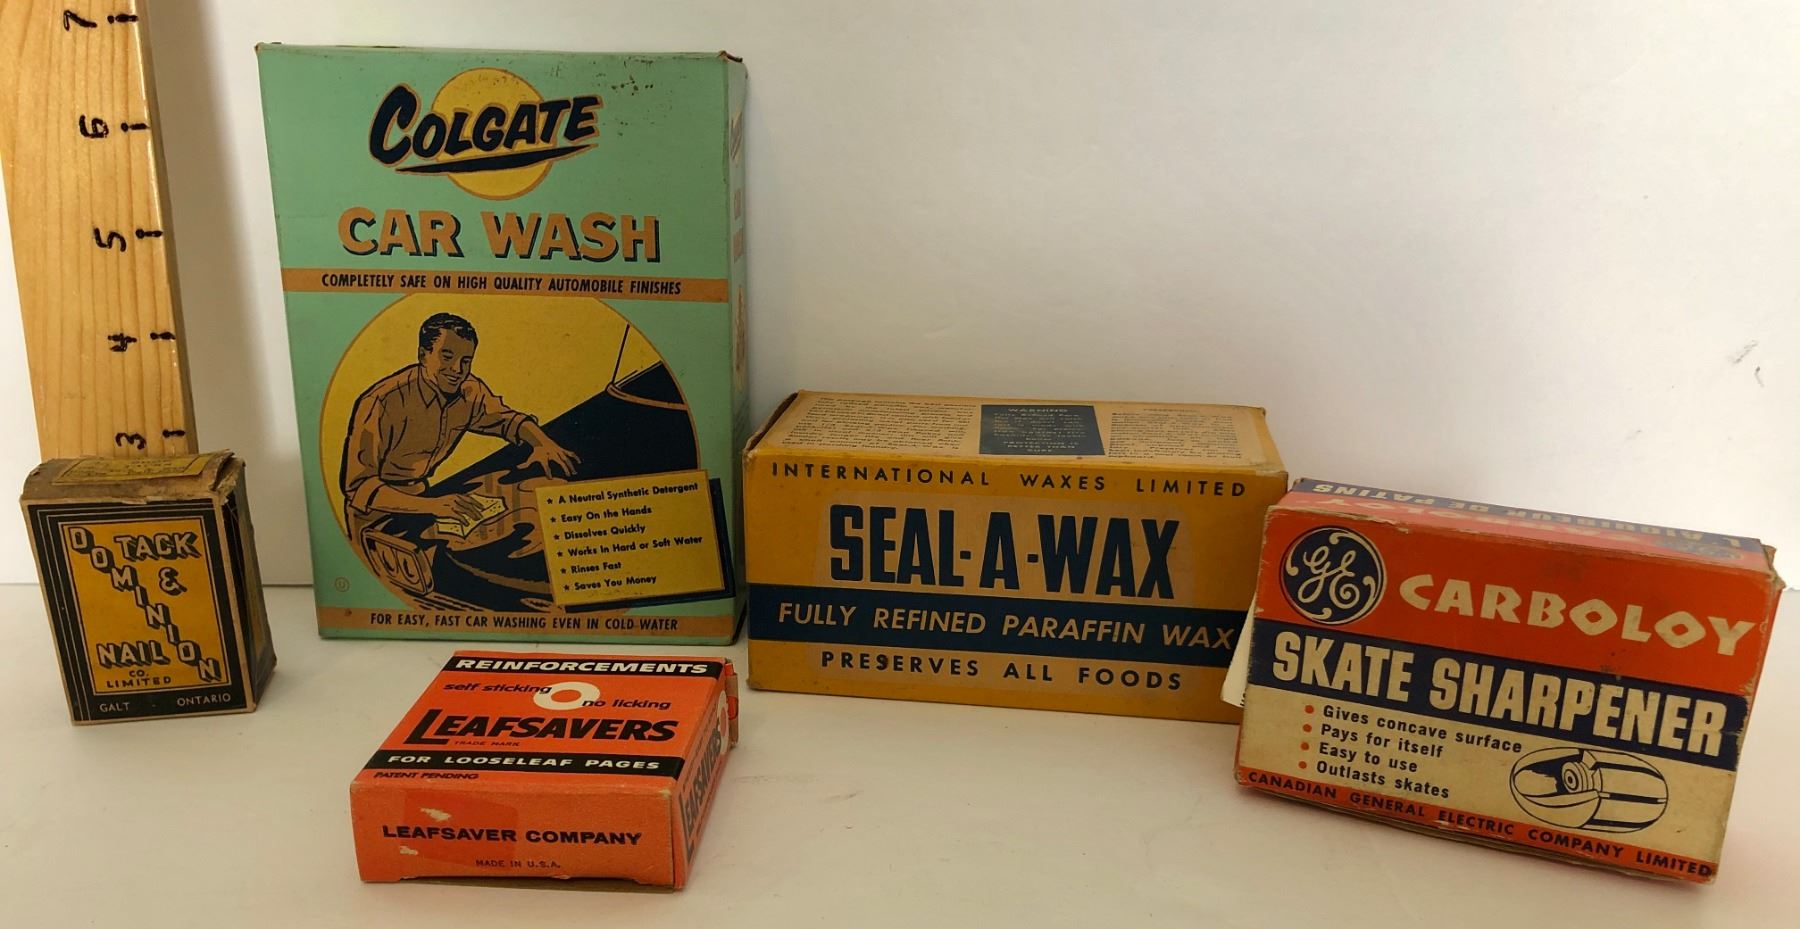 7
6
5
4
3
COLGATE
CAR WASH
COMPLETELY SAFE ON HIGH QUALITY AUTOMOBILE FINISHES
★ A Neutral Synthetic Detergent
★ Easy On the Hands
★ Dissolves Quickly
★ Works In Hard or Soft Water
★ Rinses Fast
★ Saves You Money
FOR EASY, FAST CAR WASHING EVEN IN COLD WATER
DOMINION
TACK
&
NAIL
CO.
LIMITED
GALT - ONTARIO
REINFORCEMENTS
self sticking no licking
LEAFSAVERS
TRADE MARK
FOR LOOSELEAF PAGES
PATENT PENDING
LEAFSAVER COMPANY
MADE IN U.S.A.
LEAFSAVERS
WARNING
INTERNATIONAL WAXES LIMITED
SEAL-A-WAX
FULLY REFINED PARAFFIN WAX
PRESERVES ALL FOODS
AIGUISEUR DE PATINS
GE
CARBOLOY
SKATE SHARPENER
• Gives concave surface
• Pays for itself
• Easy to use
• Outlasts skates
CANADIAN GENERAL ELECTRIC COMPANY LIMITED